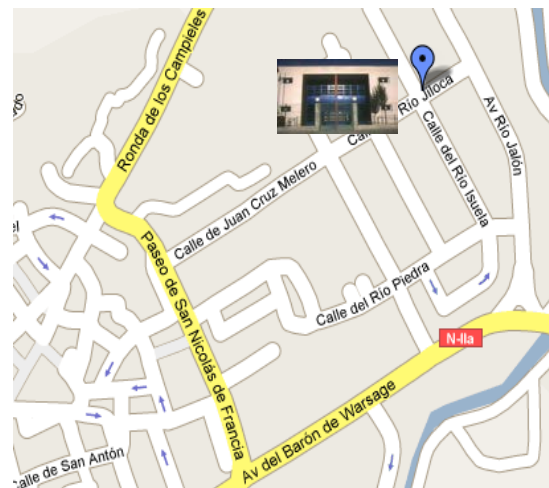 Ronda de los Campieles
Río Jiloca
Av Río Jalón
Calle del Río Isuela
Calle de Juan Cruz Melero
Paseo de San Nicolás de Francia
Calle del Río Piedra
N-IIa
Av del Barón de Warsage
Calle de San Antón